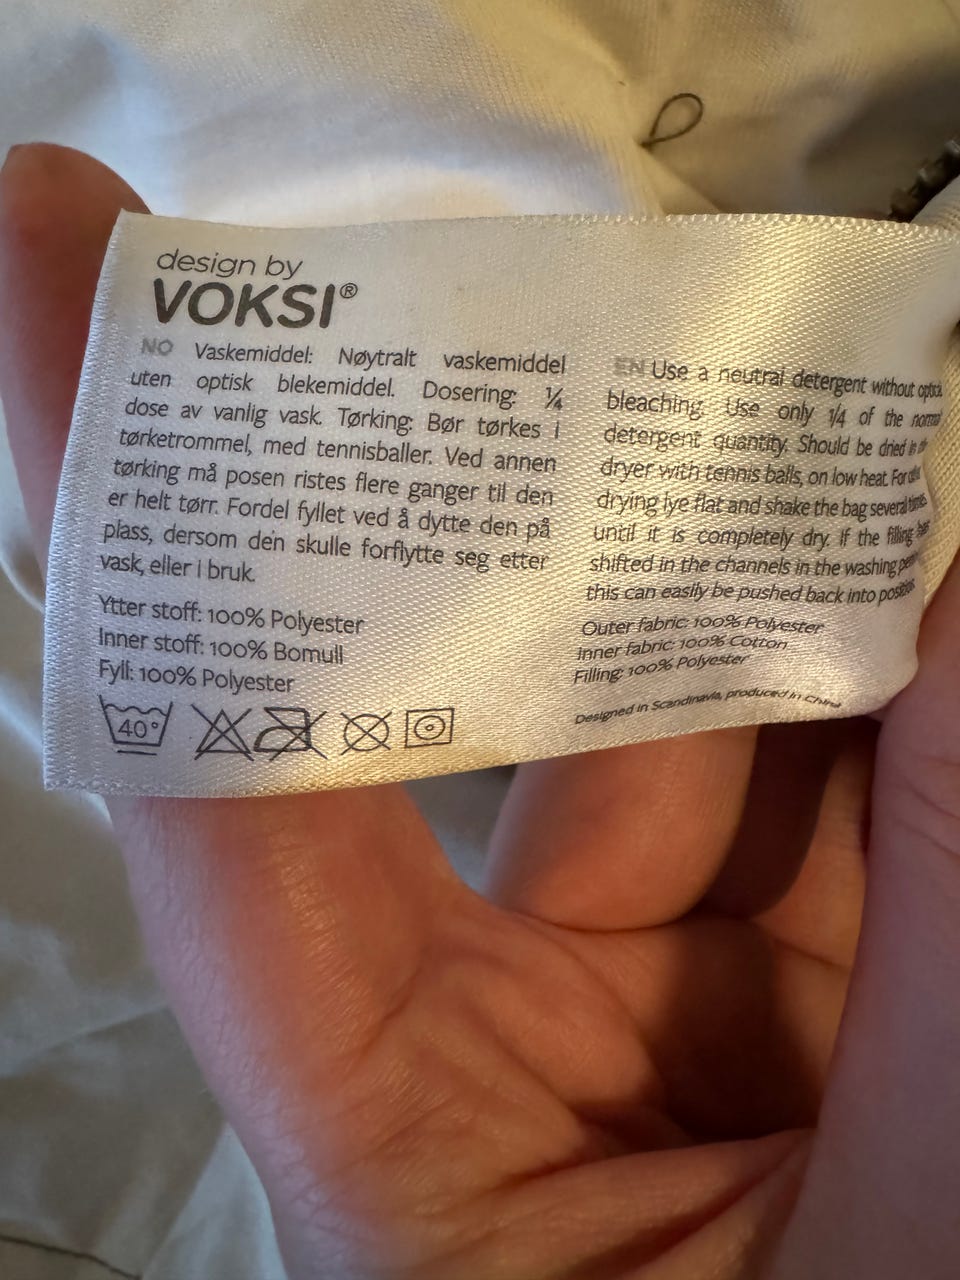 design by
VOKSI®
NO Vaskemiddel: Nøytralt vaskemiddel
uten optisk blekemiddel. Dosering: ¼
dose av vanlig vask. Tørking: Bør tørkes i
tørketrommel, med tennisballer. Ved annen
tørking må posen ristes flere ganger til den
er helt tørr. Fordel fyllet ved å dytte den på
plass, dersom den skulle forflytte seg etter
vask, eller i bruk.
Ytter stoff: 100% Polyester
Inner stoff: 100% Bomull
Fyll: 100% Polyester
40°
EN Use a neutral detergent without
bleaching. Use only 1/4 of the
detergent quantity. Should be dried in
dryer with tennis balls, on low heat. For
drying lye flat and shake the bag several
until it is completely dry. If the filling
shifted in the channels in the washing
this can easily be pushed back into
Outer fabric: 100% Polyester
Inner fabric: 100% Cotton
Filling: 100% Polyester
Designed in Scandinavia, produced in China